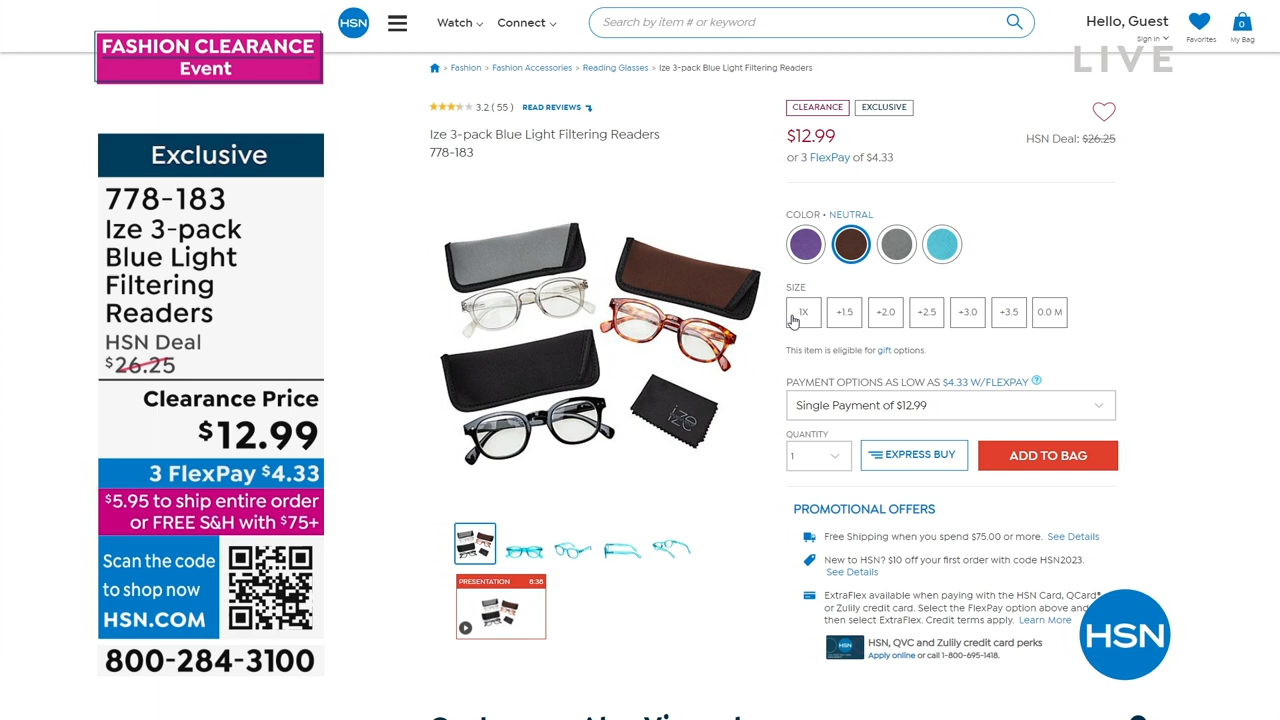 FASHION CLEARANCE
Event
Exclusive
778-183
Ize 3-pack
Blue Light
Filtering
Readers
HSN Deal
$26.25
Clearance Price
$12.99
3 FlexPay $4.33
$5.95 to ship entire order
or FREE S&H with $75+
Scan the code
to shop now
HSN.COM
800-284-3100
HSN
Watch
Connect
Search by item # or keyword
Hello, Guest
Sign in
Favorites
0
My Bag
LIVE
> Fashion > Fashion Accessories > Reading Glasses > Ize 3-pack Blue Light Filtering Readers
3.2 ( 55 ) READ REVIEWS
Ize 3-pack Blue Light Filtering Readers
778-183
ize
PRESENTATION 8:38
CLEARANCE EXCLUSIVE
$12.99 HSN Deal: $26.25
or 3 FlexPay of $4.33
COLOR • NEUTRAL
SIZE
1X +1.5 +2.0 +2.5 +3.0 +3.5 0.0 M
This item is eligible for gift options.
PAYMENT OPTIONS AS LOW AS $4.33 W/FLEXPAY ?
Single Payment of $12.99
QUANTITY
1 EXPRESS BUY ADD TO BAG
PROMOTIONAL OFFERS
Free Shipping when you spend $75.00 or more. See Details
New to HSN? $10 off your first order with code HSN2023.
See Details
ExtraFlex available when paying with the HSN Card, QCard®
or Zulily credit card. Select the FlexPay option above and
then select ExtraFlex. Credit terms apply. Learn More
HSN, QVC and Zulily credit card perks
Apply online or call 1-800-695-1418.
HSN